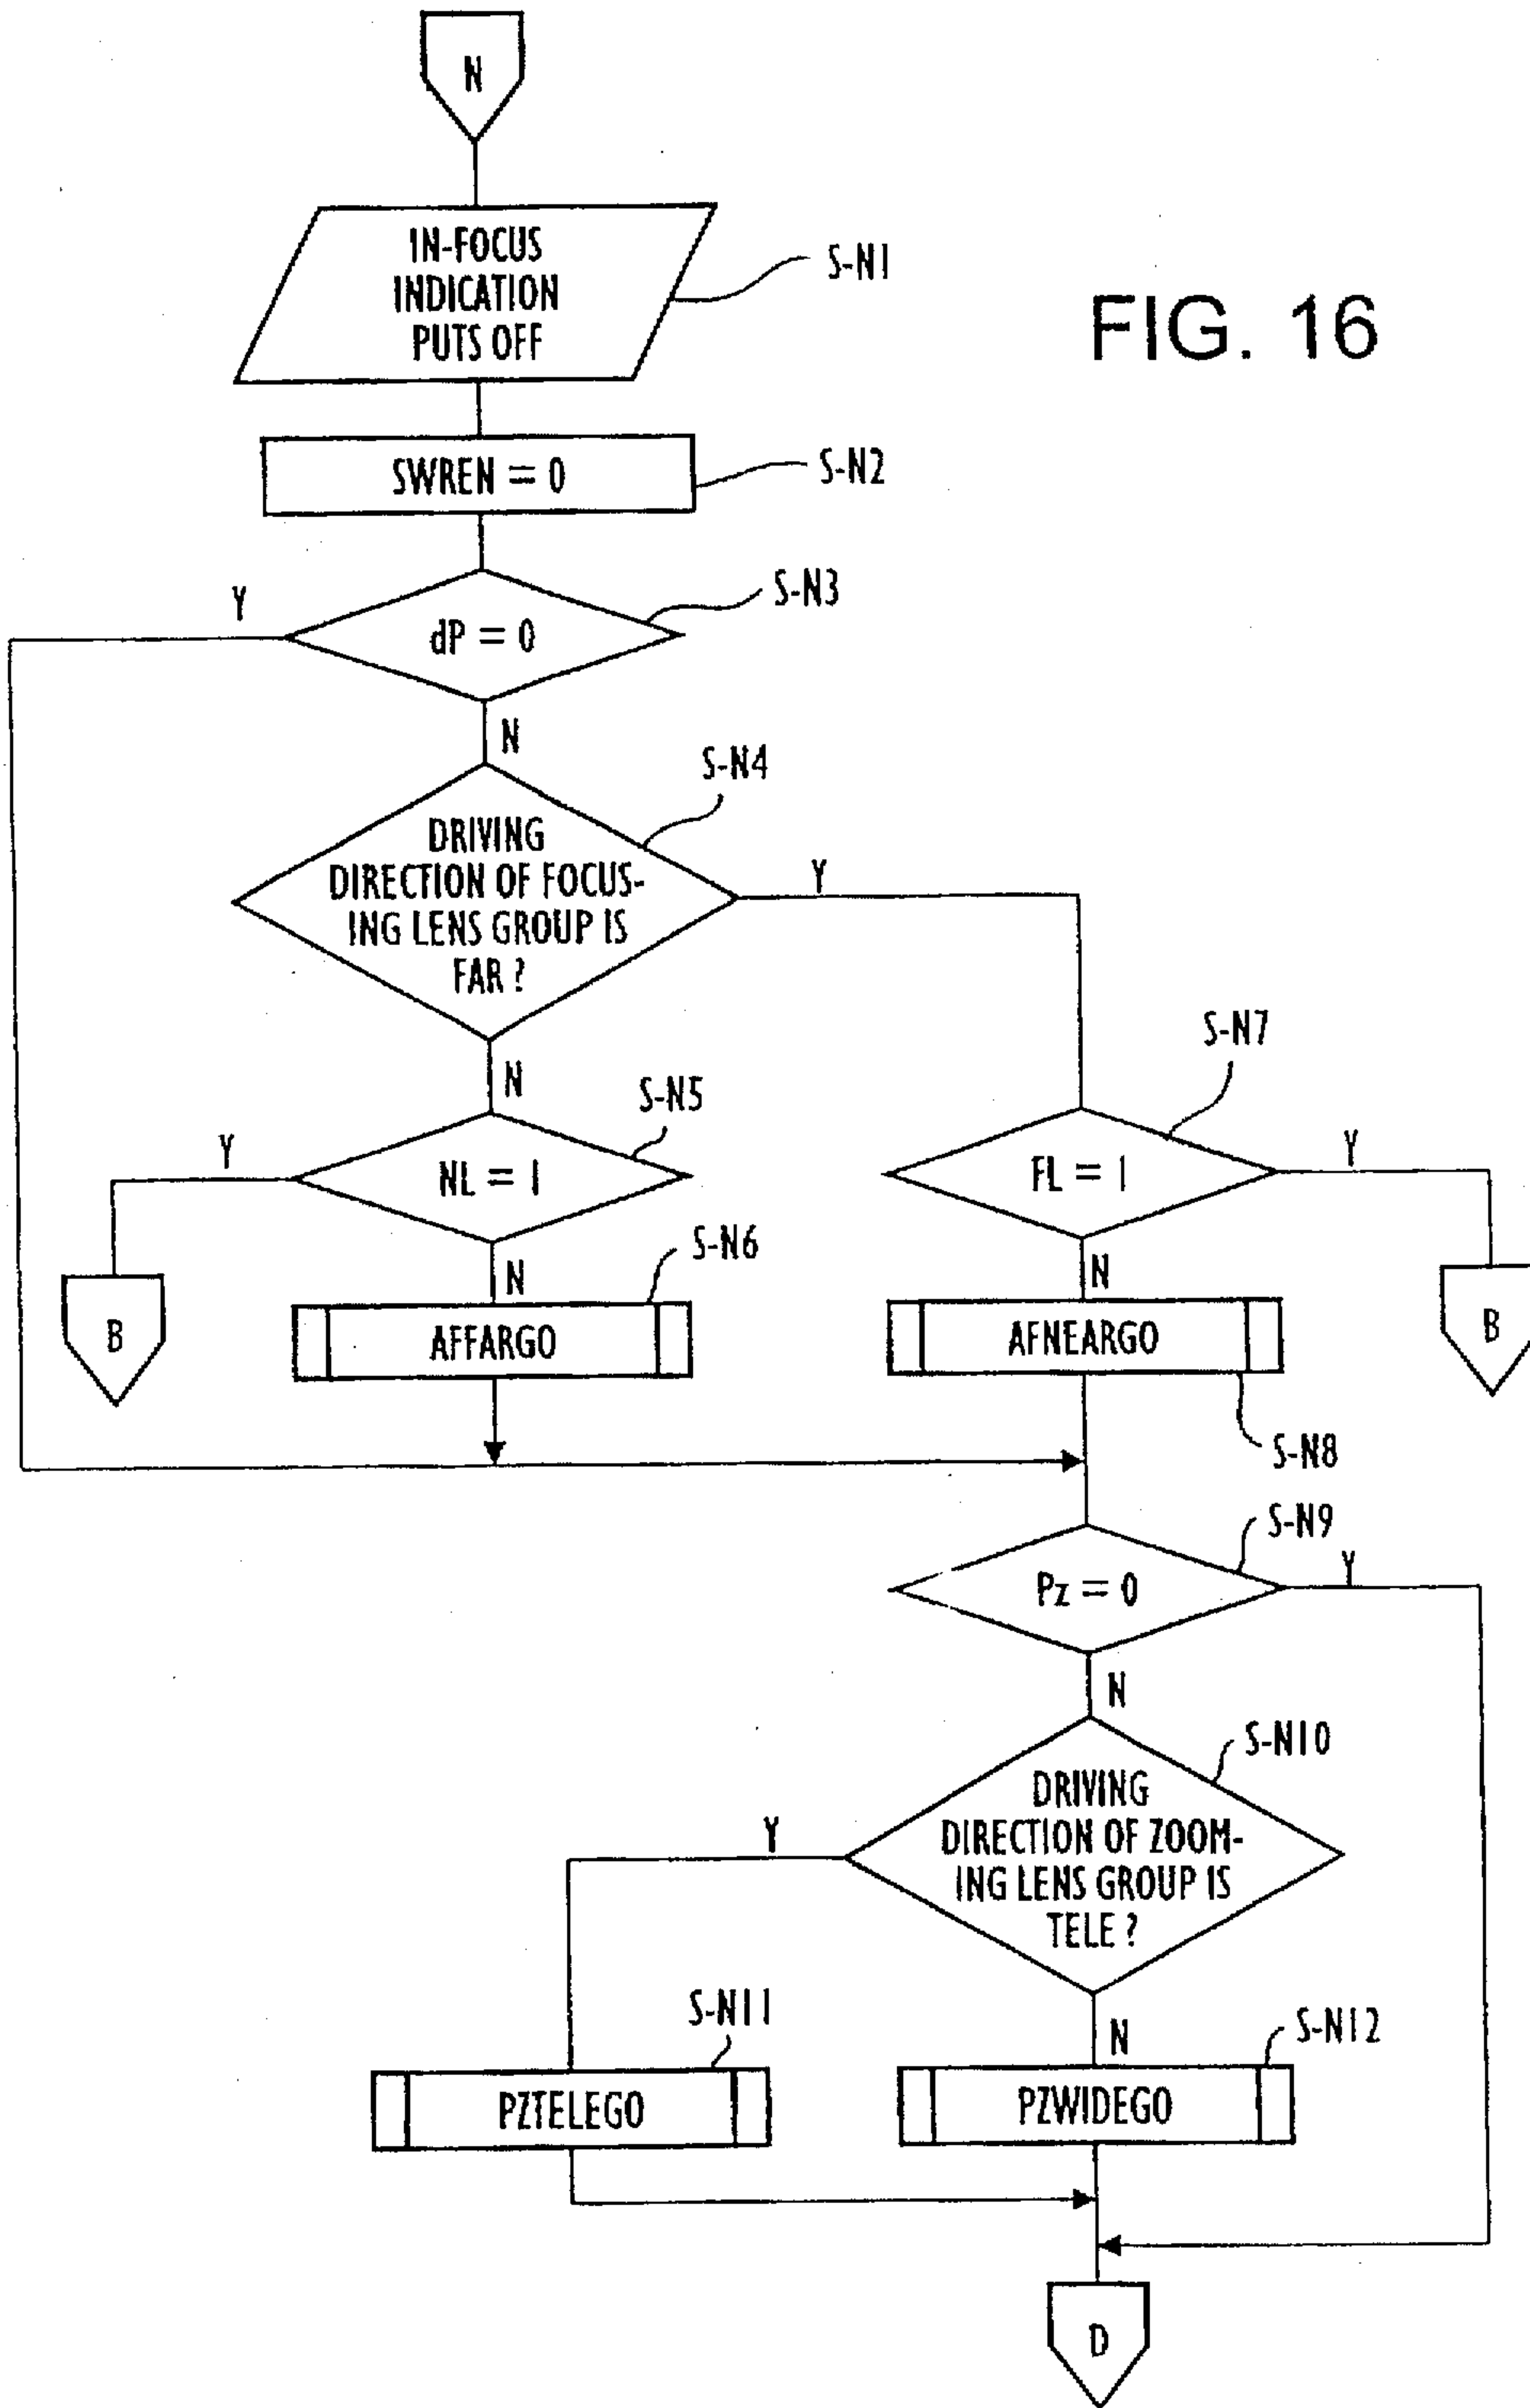 N
IN-FOCUS
INDICATION
PUTS OFF
S-N1
FIG. 16
SWREN = 0
S-N2
Y
dP = 0
S-N3
N
S-N4
DRIVING
DIRECTION OF FOCUS-
ING LENS GROUP IS
FAR ?
Y
N
S-N5
S-N7
Y
NL = 1
FL = 1
Y
N
S-N6
N
B
AFFARGO
AFNEARGO
B
S-N8
S-N9
Pz = 0
Y
N
S-N10
DRIVING
DIRECTION OF ZOOM-
ING LENS GROUP IS
TELE ?
Y
S-N11
N
S-N12
PZTELEGO
PZWIDEGO
D